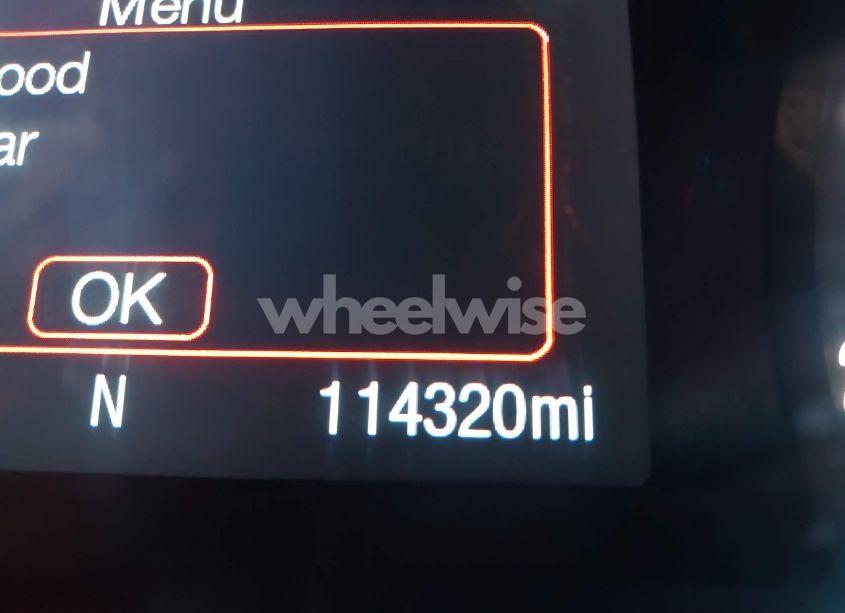 Menu
ood
ar
OK
wheelwise
N
114320mi